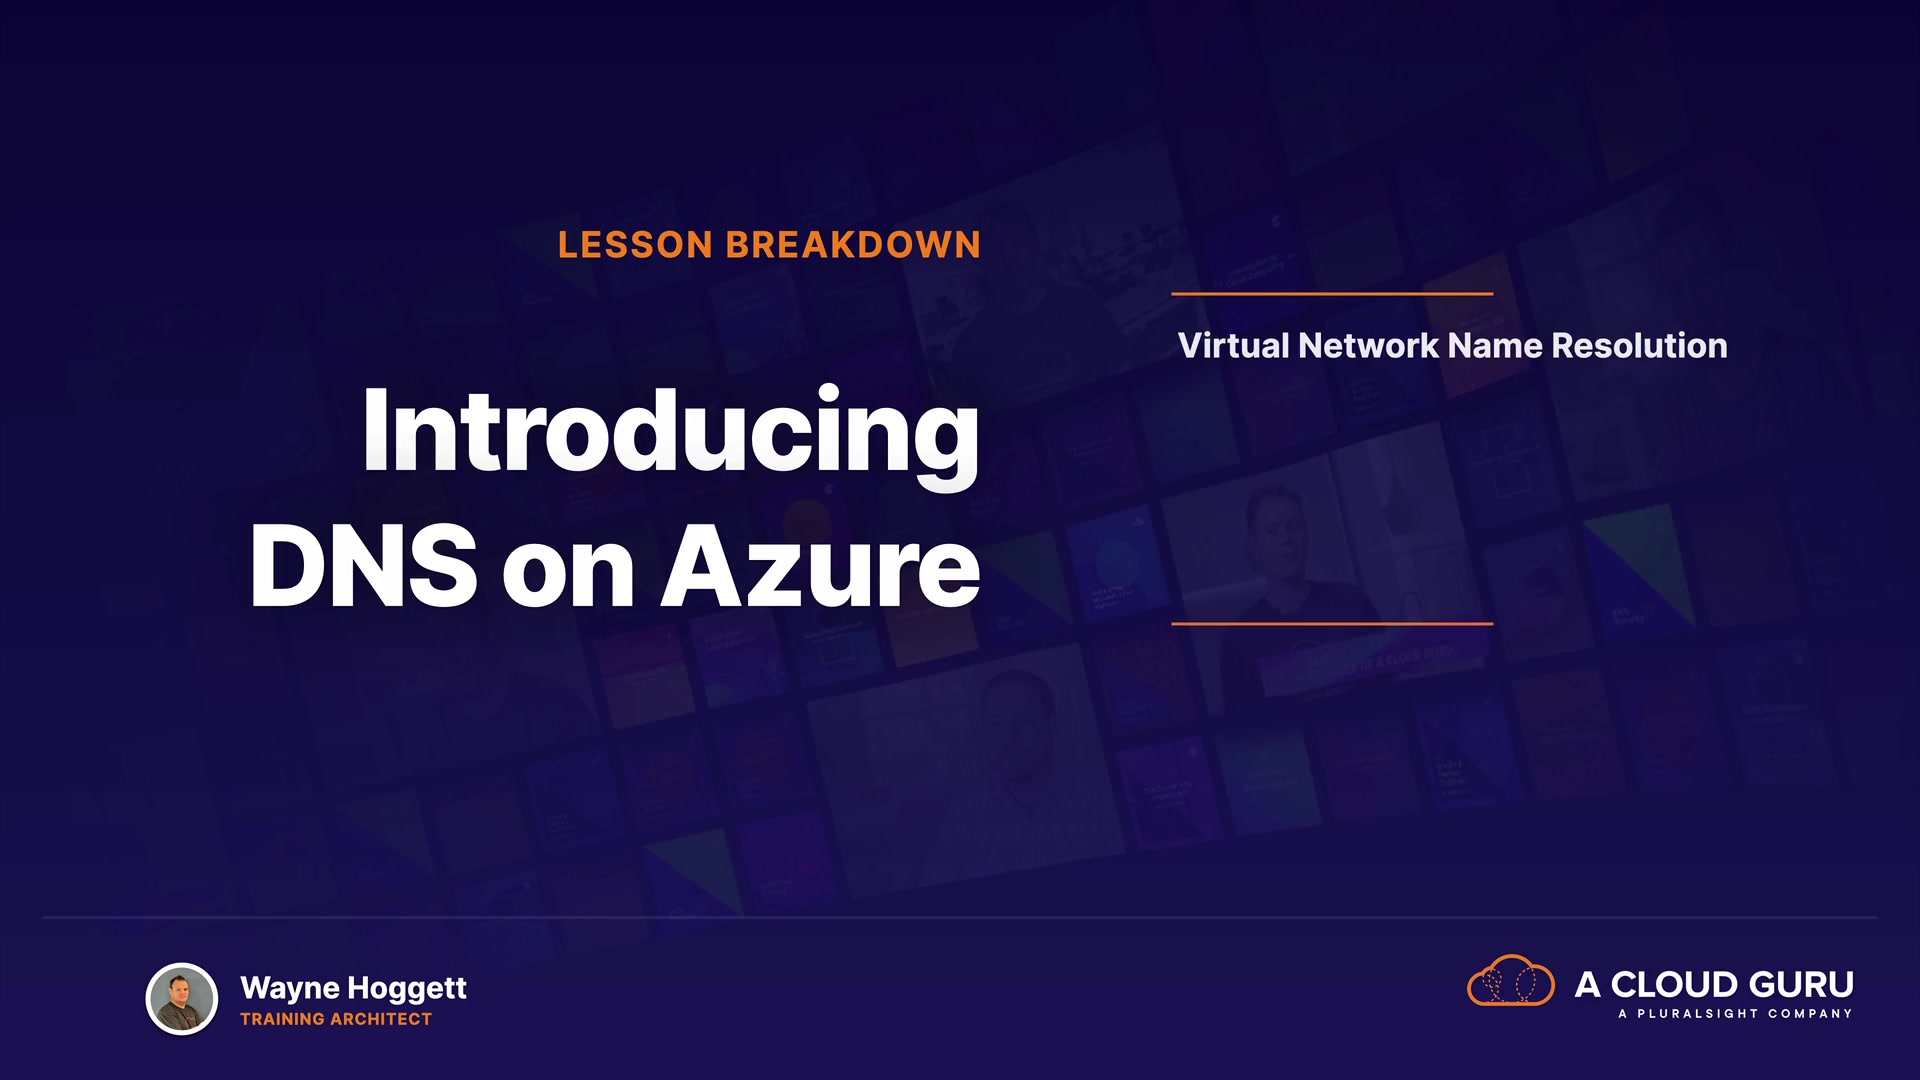 LESSON BREAKDOWN
Introducing
DNS on Azure
Virtual Network Name Resolution
Wayne Hoggett
TRAINING ARCHITECT
A CLOUD GURU
A PLURALSIGHT COMPANY